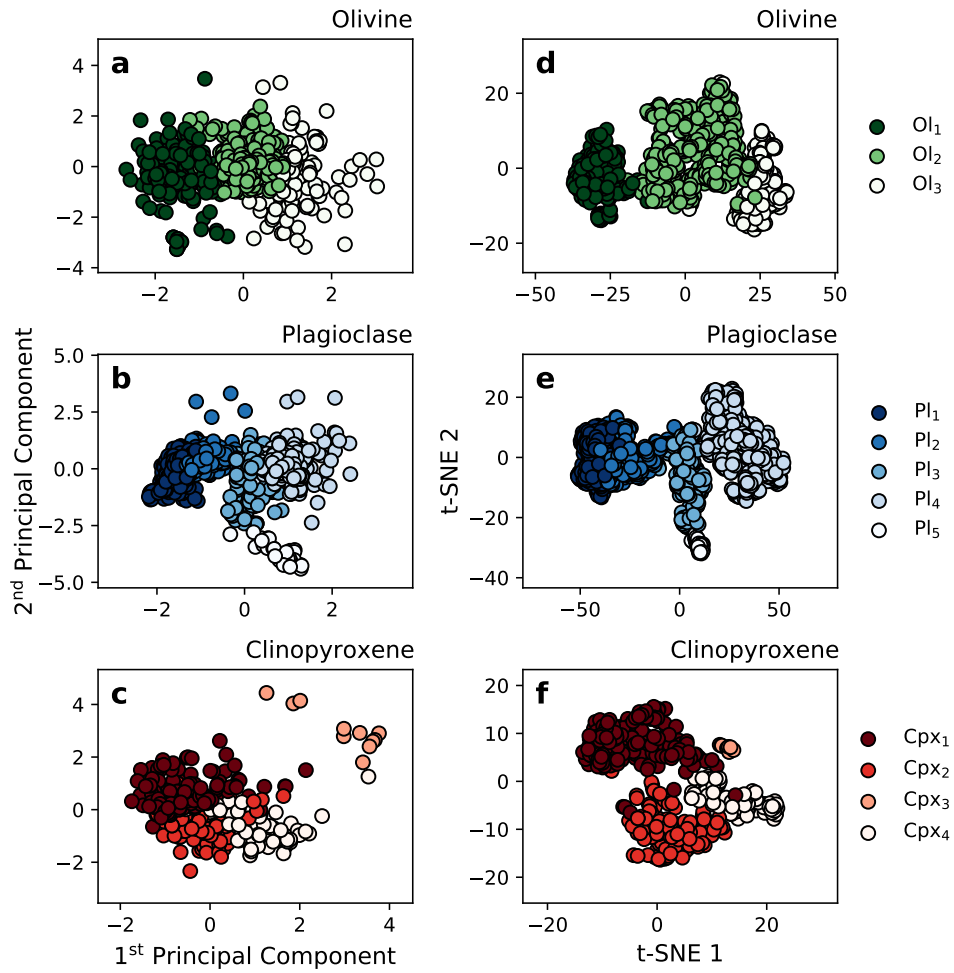 Olivine
a
4
2
0
−2
−4
−2
0
2
d
20
0
−20
−50
−25
0
25
50
Ol1
Ol2
Ol3
Plagioclase
b
5.0
2.5
0.0
−2.5
−5.0
−2
0
2
2nd Principal Component
Plagioclase
e
20
0
−20
−40
−50
0
50
t-SNE 2
Pl1
Pl2
Pl3
Pl4
Pl5
Clinopyroxene
c
4
2
0
−2
−2
0
2
4
1st Principal Component
Clinopyroxene
f
20
10
0
−10
−20
−20
0
20
t-SNE 1
Cpx1
Cpx2
Cpx3
Cpx4
Olivine